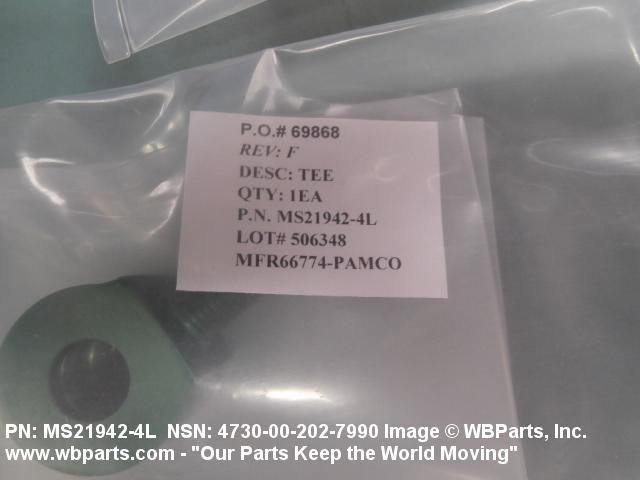 P.O.# 69868
REV: F
DESC: TEE
QTY: 1EA
P.N. MS21942-4L
LOT# 506348
MFR66774-PAMCO
PN: MS21942-4L NSN: 4730-00-202-7990 Image © WBParts, Inc.
www.wbparts.com - "Our Parts Keep the World Moving"